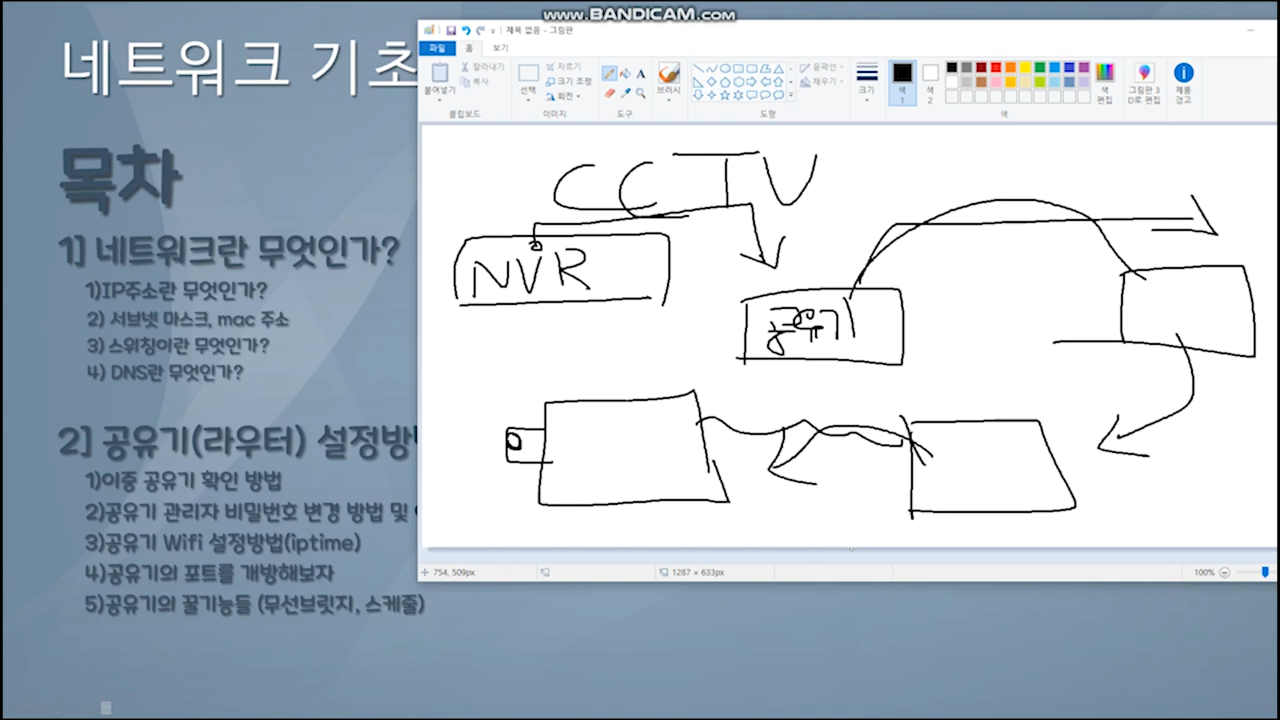 www.BANDICAM.com
네트워크 기초
목차
1] 네트워크란 무엇인가?
1)IP주소란 무엇인가?
2) 서브넷 마스크, mac 주소
3) 스위칭이란 무엇인가?
4) DNS란 무엇인가?
2] 공유기(라우터) 설정방
1)이중 공유기 확인 방법
2)공유기 관리자 비밀번호 변경 방법 및
3)공유기 Wifi 설정방법(iptime)
4)공유기의 포트를 개방해보자
5)공유기의 꿀기능들 (무선브릿지, 스케줄)
제목 없음 - 그림판
파일 홈 보기
붙여넣기
잘라내기
복사
클립보드
선택
자르기
크기 조정
회전
이미지
A
도구
브러시
윤곽선
채우기
도형
크기
색 1
색 2
색 편집
색
그림판 3D로 편집
제품 경고
CCTV
NVR
공유기
754, 509px
1287 × 633px
100%